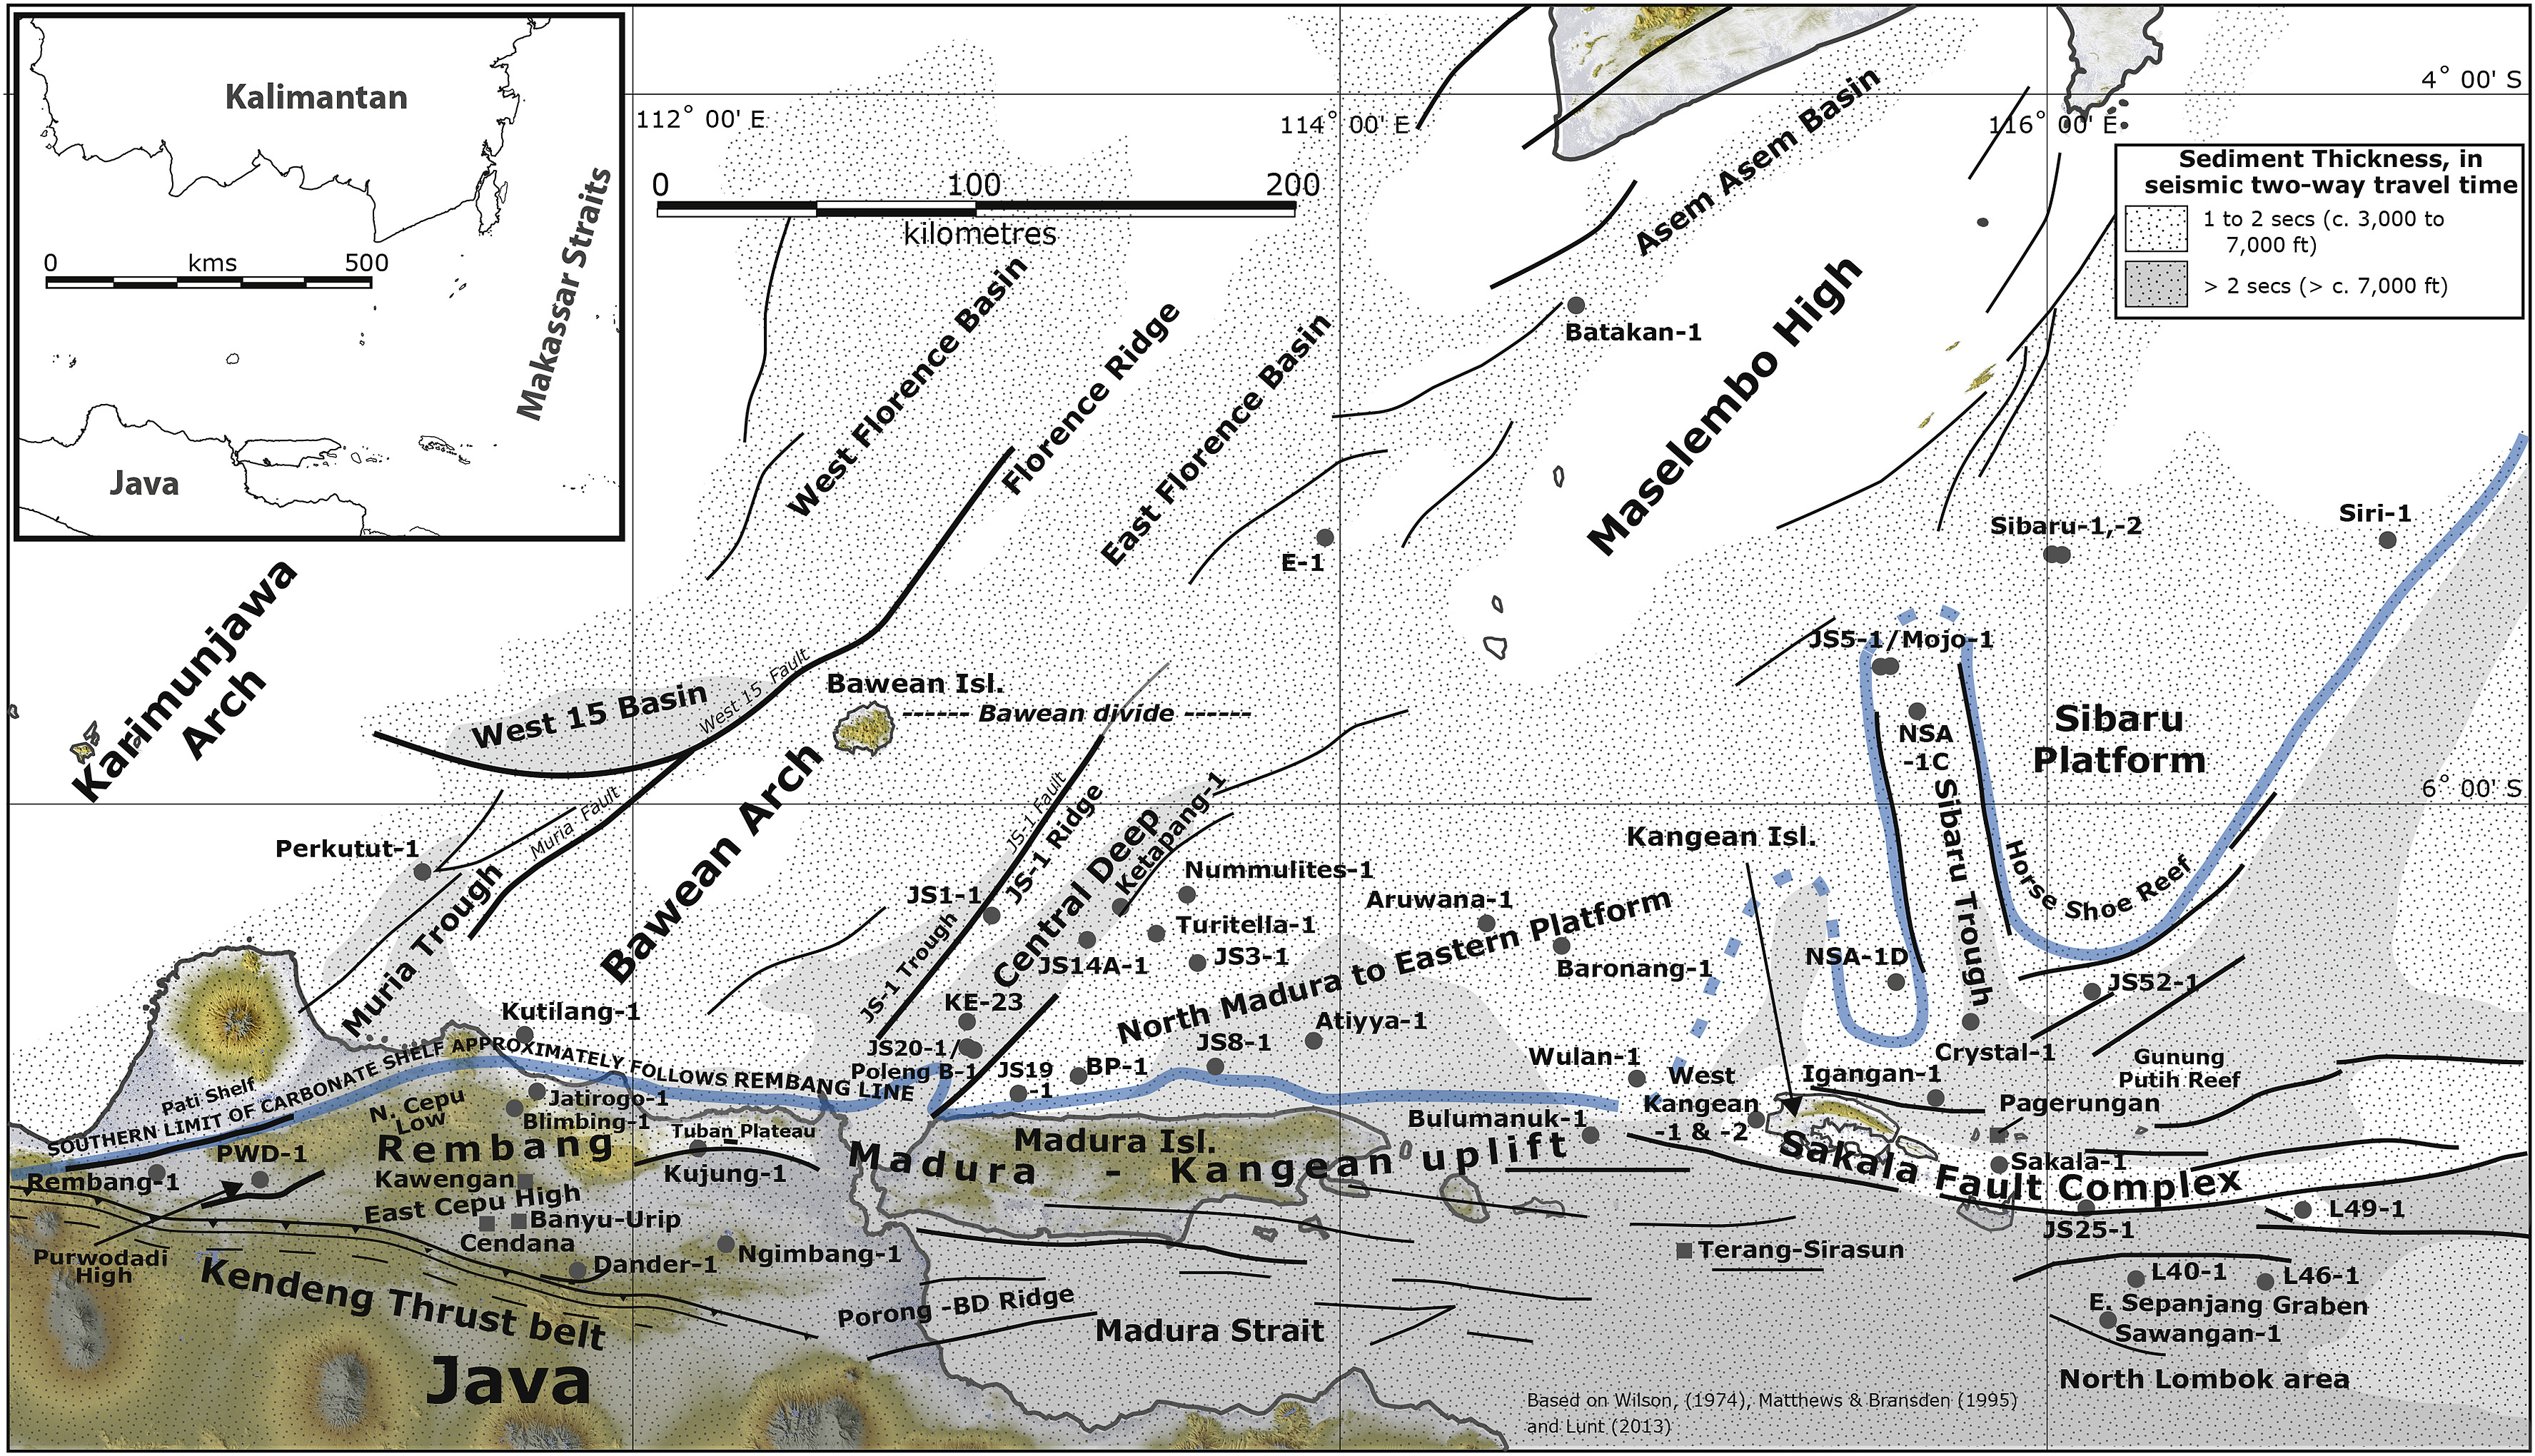 Kalimantan
Makassar Straits
0 kms 500
Java
4° 00' S
112° 00' E
114° 00' E
116° 00' E
0 100 200
kilometres
Sediment Thickness, in
seismic two-way travel time
1 to 2 secs (c. 3,000 to
7,000 ft)
> 2 secs (> c. 7,000 ft)
Asem Asem Basin
West Florence Basin
Florence Ridge
East Florence Basin
Batakan-1
Maselembo High
E-1
Sibaru-1,-2
Siri-1
Karimunjawa
Arch
West 15 Basin
West 15 Fault
Bawean Isl.
------ Bawean divide ------
JS5-1/Mojo-1
NSA
-1C
Sibaru
Platform
6° 00' S
Muria Fault
Bawean Arch
JS-1 Fault
JS-1 Ridge
Central Deep
Ketapang-1
Perkutut-1
Muria Trough
Kangean Isl.
Sibaru Trough
Horse Shoe Reef
JS1-1
JS-1 Trough
Nummulites-1
Turitella-1
JS14A-1
JS3-1
Aruwana-1
Baronang-1
North Madura to Eastern Platform
NSA-1D
JS52-1
Kutilang-1
KE-23
JS20-1/
Poleng B-1
JS19
-1
BP-1
JS8-1
Atiyya-1
Wulan-1
West
Kangean
-1 & -2
Igangan-1
Crystal-1
Gunung
Putih Reef
Pagerungan
Pati Shelf
SOUTHERN LIMIT OF CARBONATE SHELF APPROXIMATELY FOLLOWS REMBANG LINE
N. Cepu
Low
Jatirogo-1
Blimbing-1
Rembang
Tuban Plateau
Kujung-1
Madura Isl.
Bulumanuk-1
Madura - Kangean uplift
Sakala Fault Complex
Sakala-1
PWD-1
Rembang-1
Kawengan
East Cepu High
Banyu-Urip
Cendana
Purwodadi
High
Dander-1
Ngimbang-1
Kendeng Thrust belt
Java
Porong -BD Ridge
Madura Strait
Terang-Sirasun
JS25-1
L49-1
L40-1
L46-1
E. Sepanjang Graben
Sawangan-1
North Lombok area
Based on Wilson, (1974), Matthews & Bransden (1995)
and Lunt (2013)